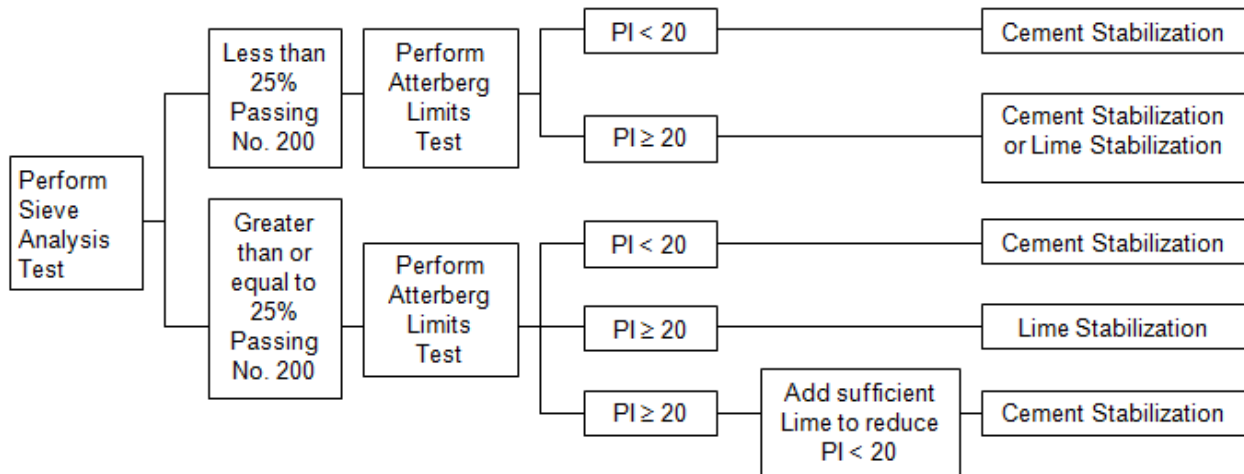 Perform
Sieve
Analysis
Test
Less than
25%
Passing
No. 200
Perform
Atterberg
Limits
Test
PI < 20
Cement Stabilization
PI ≥ 20
Cement Stabilization
or Lime Stabilization
Greater
than or
equal to
25%
Passing
No. 200
Perform
Atterberg
Limits
Test
PI < 20
Cement Stabilization
PI ≥ 20
Lime Stabilization
PI ≥ 20
Add sufficient
Lime to reduce
PI < 20
Cement Stabilization